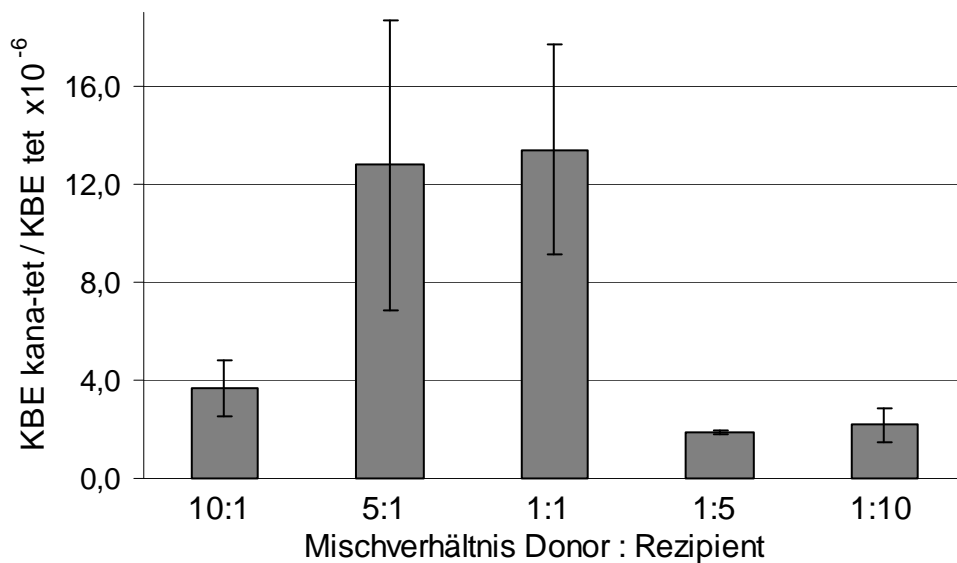 KBE kana-tet / KBE tet x10⁻⁶
16,0
12,0
8,0
4,0
0,0
10:1 5:1 1:1 1:5 1:10
Mischverhältnis Donor : Rezipient